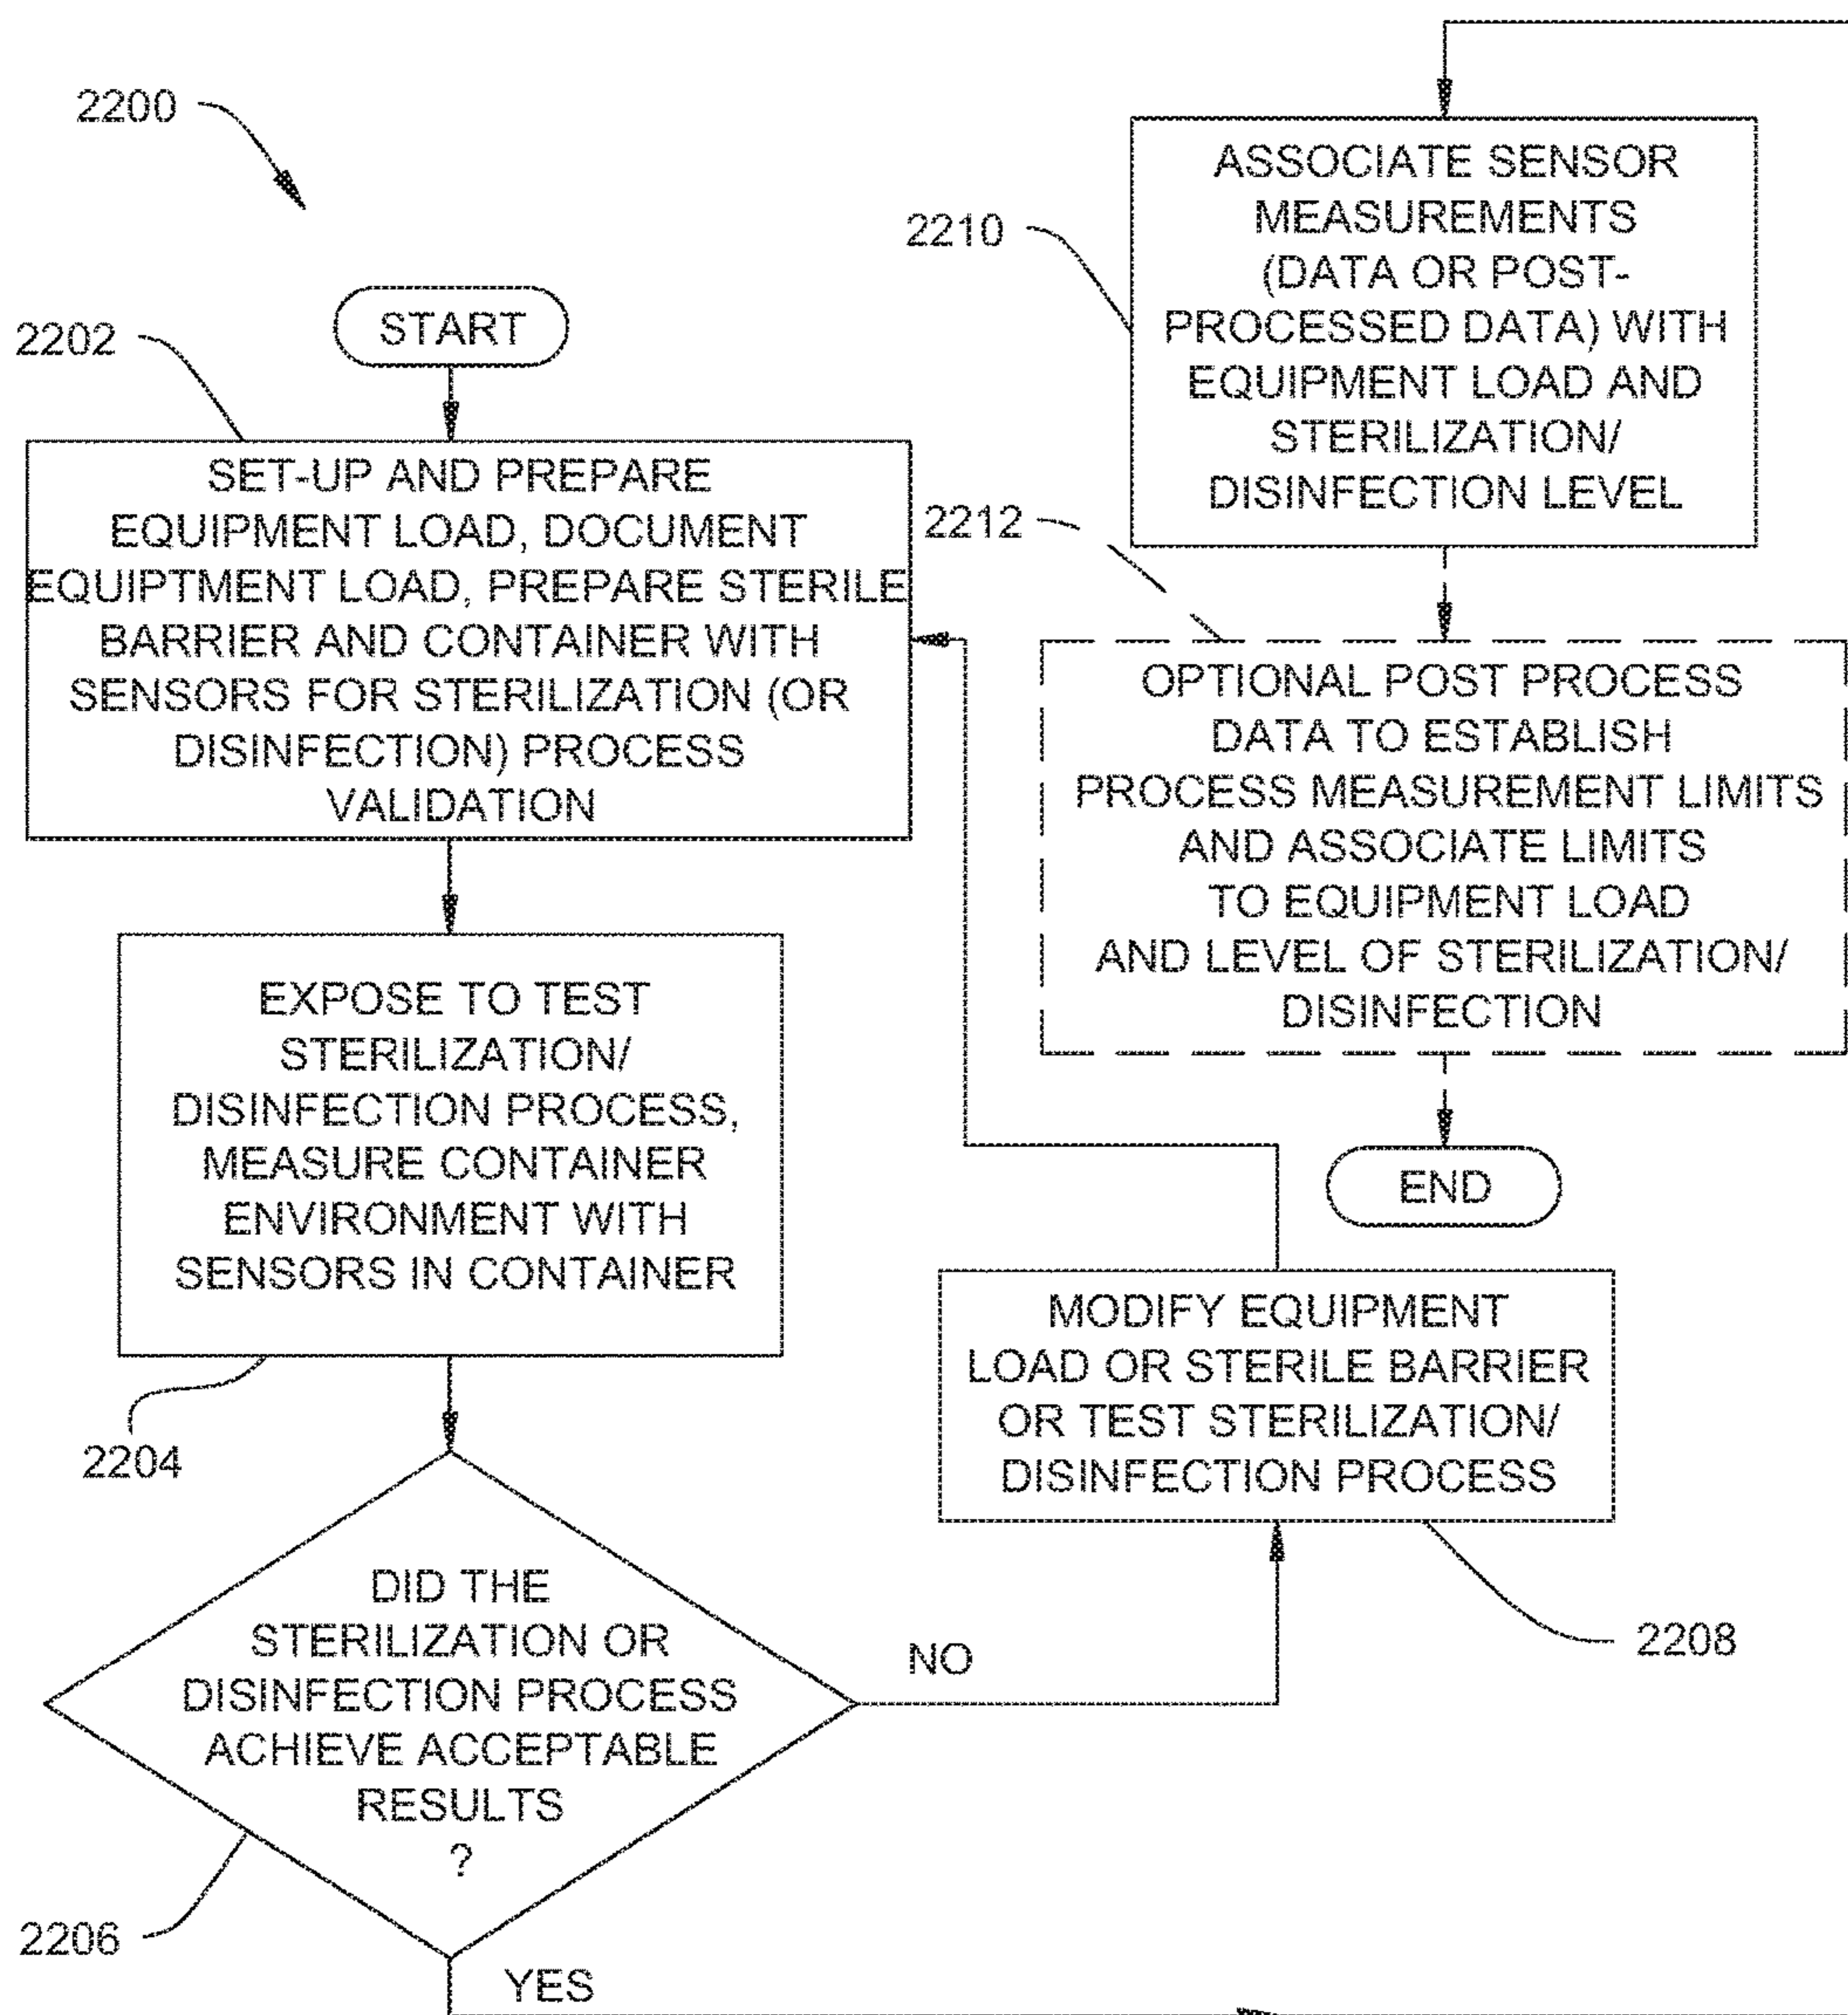 2200
START
2202
SET-UP AND PREPARE
EQUIPMENT LOAD, DOCUMENT
EQUIPTMENT LOAD, PREPARE STERILE
BARRIER AND CONTAINER WITH
SENSORS FOR STERILIZATION (OR
DISINFECTION) PROCESS
VALIDATION
EXPOSE TO TEST
STERILIZATION/
DISINFECTION PROCESS,
MEASURE CONTAINER
ENVIRONMENT WITH
SENSORS IN CONTAINER
2204
DID THE
STERILIZATION OR
DISINFECTION PROCESS
ACHIEVE ACCEPTABLE
RESULTS
?
2206
YES
NO
MODIFY EQUIPMENT
LOAD OR STERILE BARRIER
OR TEST STERILIZATION/
DISINFECTION PROCESS
2208
2210
ASSOCIATE SENSOR
MEASUREMENTS
(DATA OR POST-
PROCESSED DATA) WITH
EQUIPMENT LOAD AND
STERILIZATION/
DISINFECTION LEVEL
2212
OPTIONAL POST PROCESS
DATA TO ESTABLISH
PROCESS MEASUREMENT LIMITS
AND ASSOCIATE LIMITS
TO EQUIPMENT LOAD
AND LEVEL OF STERILIZATION/
DISINFECTION
END